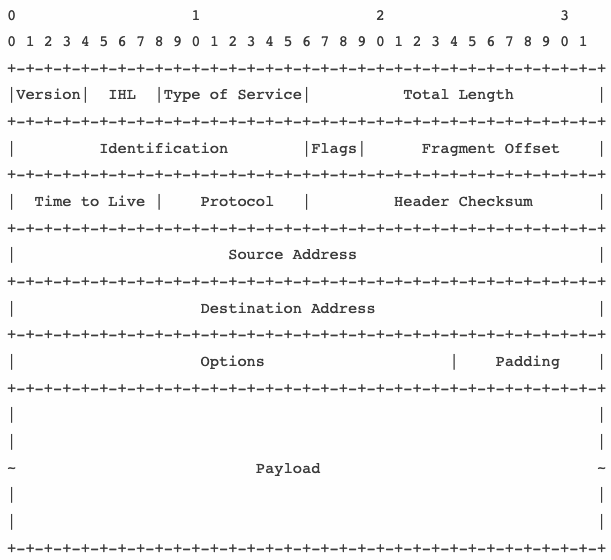 0                   1                   2                   3
0 1 2 3 4 5 6 7 8 9 0 1 2 3 4 5 6 7 8 9 0 1 2 3 4 5 6 7 8 9 0 1
+-+-+-+-+-+-+-+-+-+-+-+-+-+-+-+-+-+-+-+-+-+-+-+-+-+-+-+-+-+-+-+-+
|Version|  IHL  |Type of Service|          Total Length         |
+-+-+-+-+-+-+-+-+-+-+-+-+-+-+-+-+-+-+-+-+-+-+-+-+-+-+-+-+-+-+-+-+
|         Identification        |Flags|      Fragment Offset    |
+-+-+-+-+-+-+-+-+-+-+-+-+-+-+-+-+-+-+-+-+-+-+-+-+-+-+-+-+-+-+-+-+
|  Time to Live |    Protocol   |         Header Checksum       |
+-+-+-+-+-+-+-+-+-+-+-+-+-+-+-+-+-+-+-+-+-+-+-+-+-+-+-+-+-+-+-+-+
|                       Source Address                          |
+-+-+-+-+-+-+-+-+-+-+-+-+-+-+-+-+-+-+-+-+-+-+-+-+-+-+-+-+-+-+-+-+
|                    Destination Address                        |
+-+-+-+-+-+-+-+-+-+-+-+-+-+-+-+-+-+-+-+-+-+-+-+-+-+-+-+-+-+-+-+-+
|                    Options                    |    Padding    |
+-+-+-+-+-+-+-+-+-+-+-+-+-+-+-+-+-+-+-+-+-+-+-+-+-+-+-+-+-+-+-+-+
|                                                               |
|                                                               |
~                          Payload                              ~
|                                                               |
|                                                               |
+-+-+-+-+-+-+-+-+-+-+-+-+-+-+-+-+-+-+-+-+-+-+-+-+-+-+-+-+-+-+-+-+